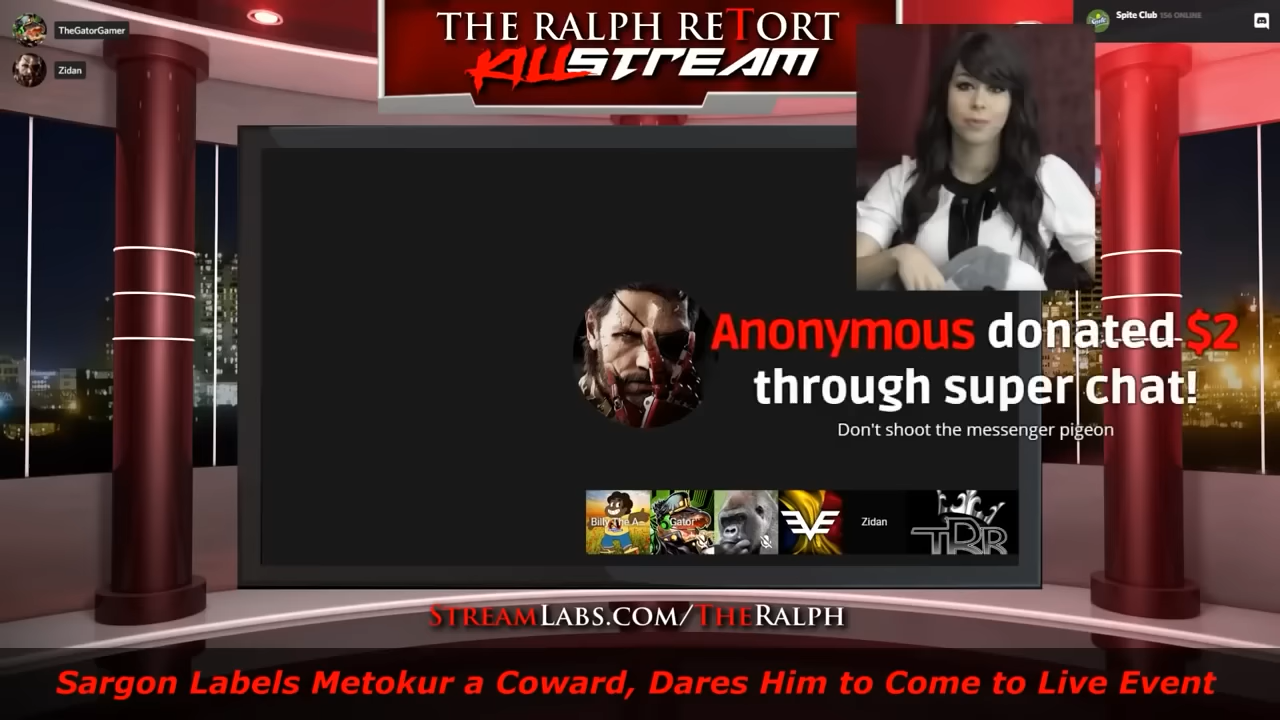 TheGatorGamer
Zidan
THE RALPH RETORT
KILLSTREAM
Spite Club 156 ONLINE
Anonymous donated $2
through super chat!
Don't shoot the messenger pigeon
Billy The A-
Gator
Zidan
TRR
STREAMLABS.COM/THERALPH
Sargon Labels Metokur a Coward, Dares Him to Come to Live Event